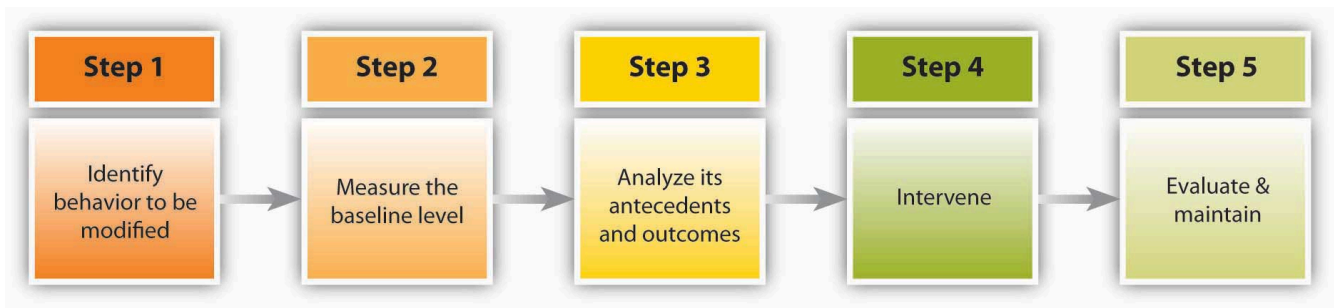 Step 1
Identify
behavior to be
modified
Step 2
Measure the
baseline level
Step 3
Analyze its
antecedents
and outcomes
Step 4
Intervene
Step 5
Evaluate &
maintain